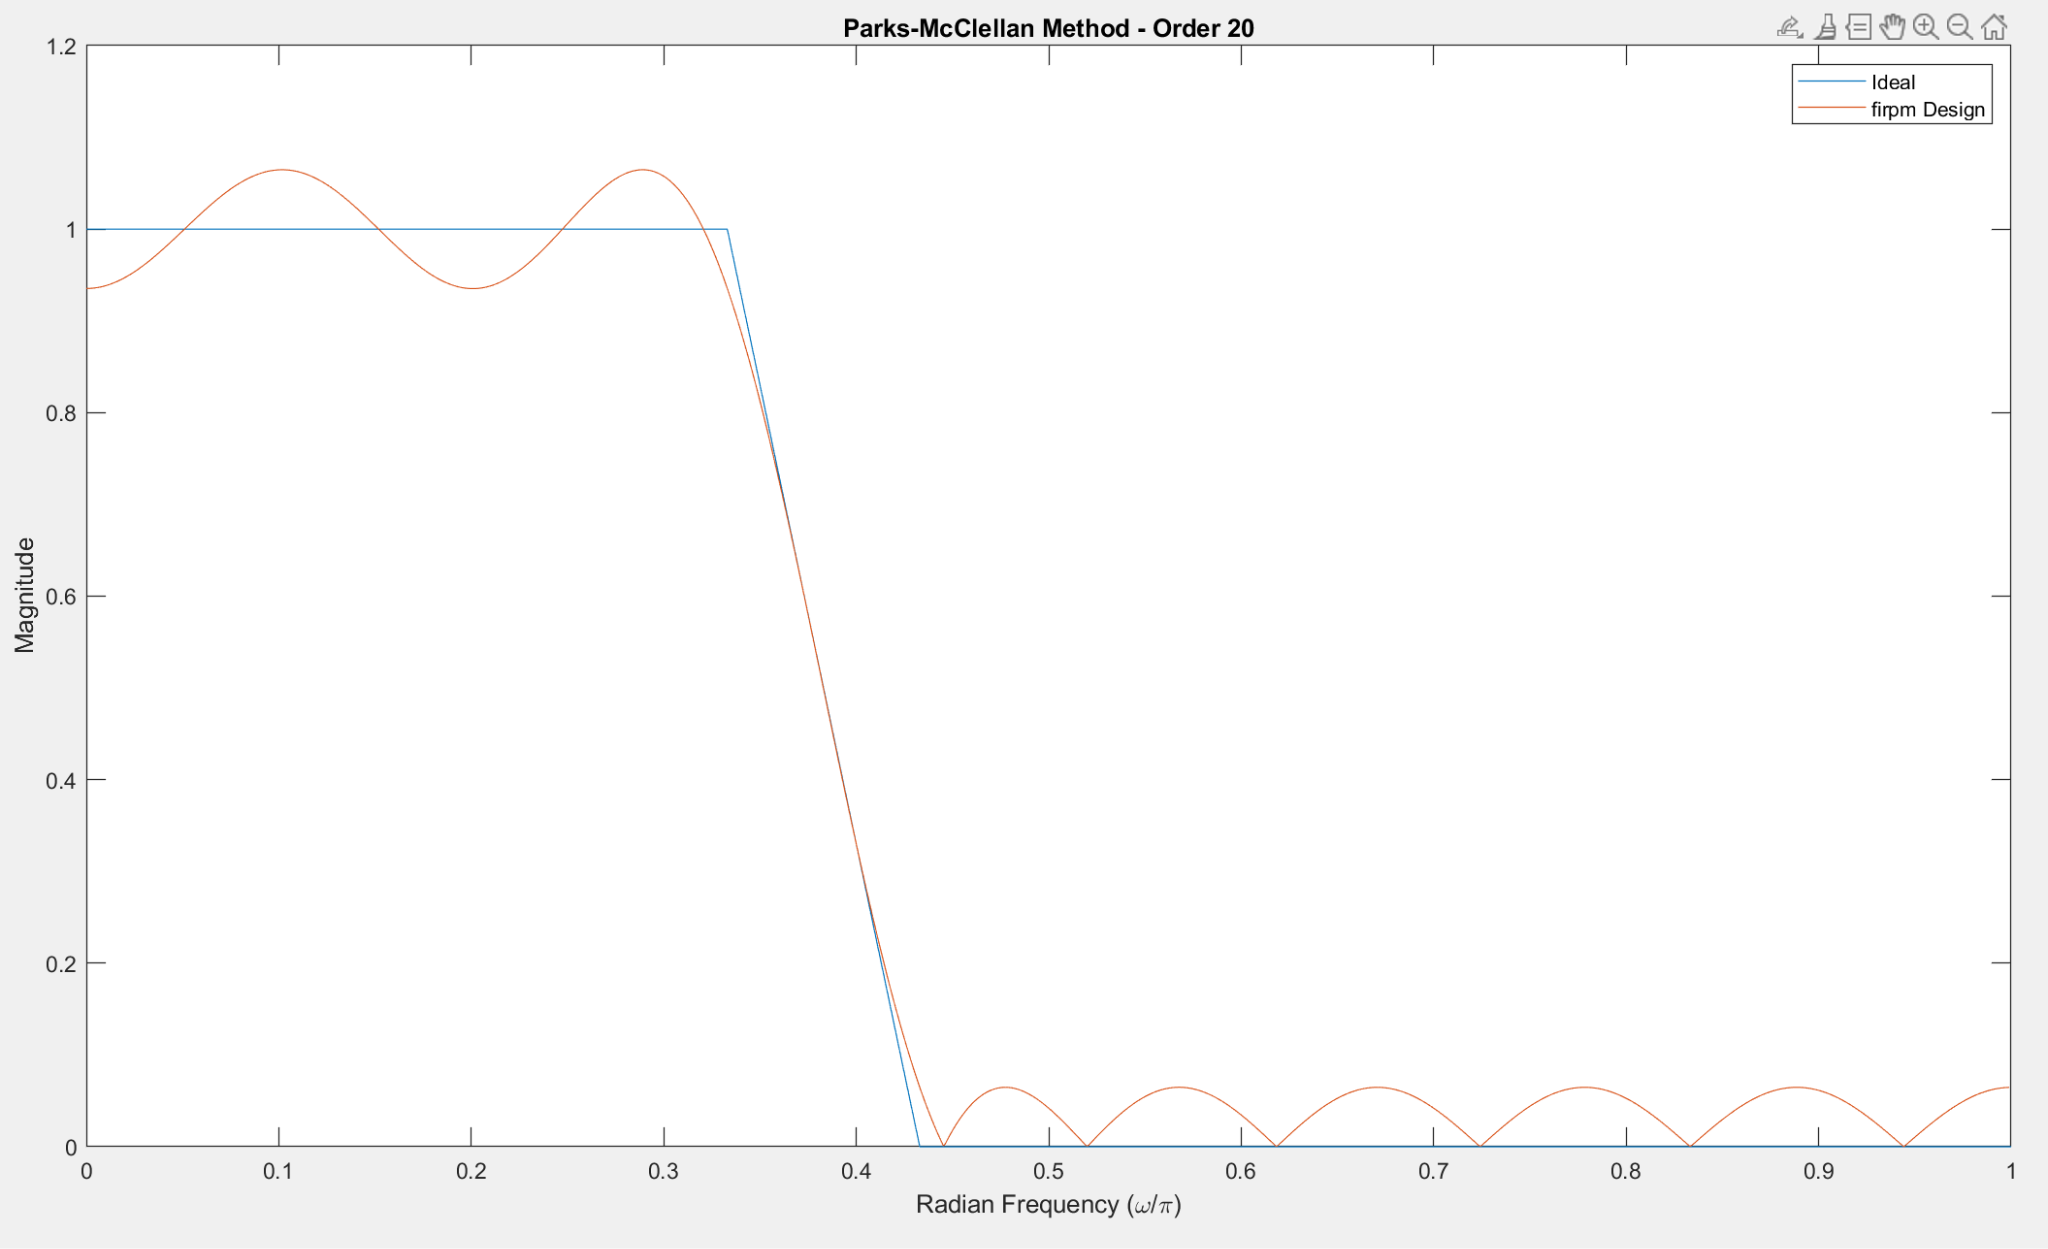 Parks-McClellan Method - Order 20
Ideal
firpm Design
1.2
1
0.8
0.6
0.4
0.2
0
Magnitude
0 0.1 0.2 0.3 0.4 0.5 0.6 0.7 0.8 0.9 1
Radian Frequency (ω/π)